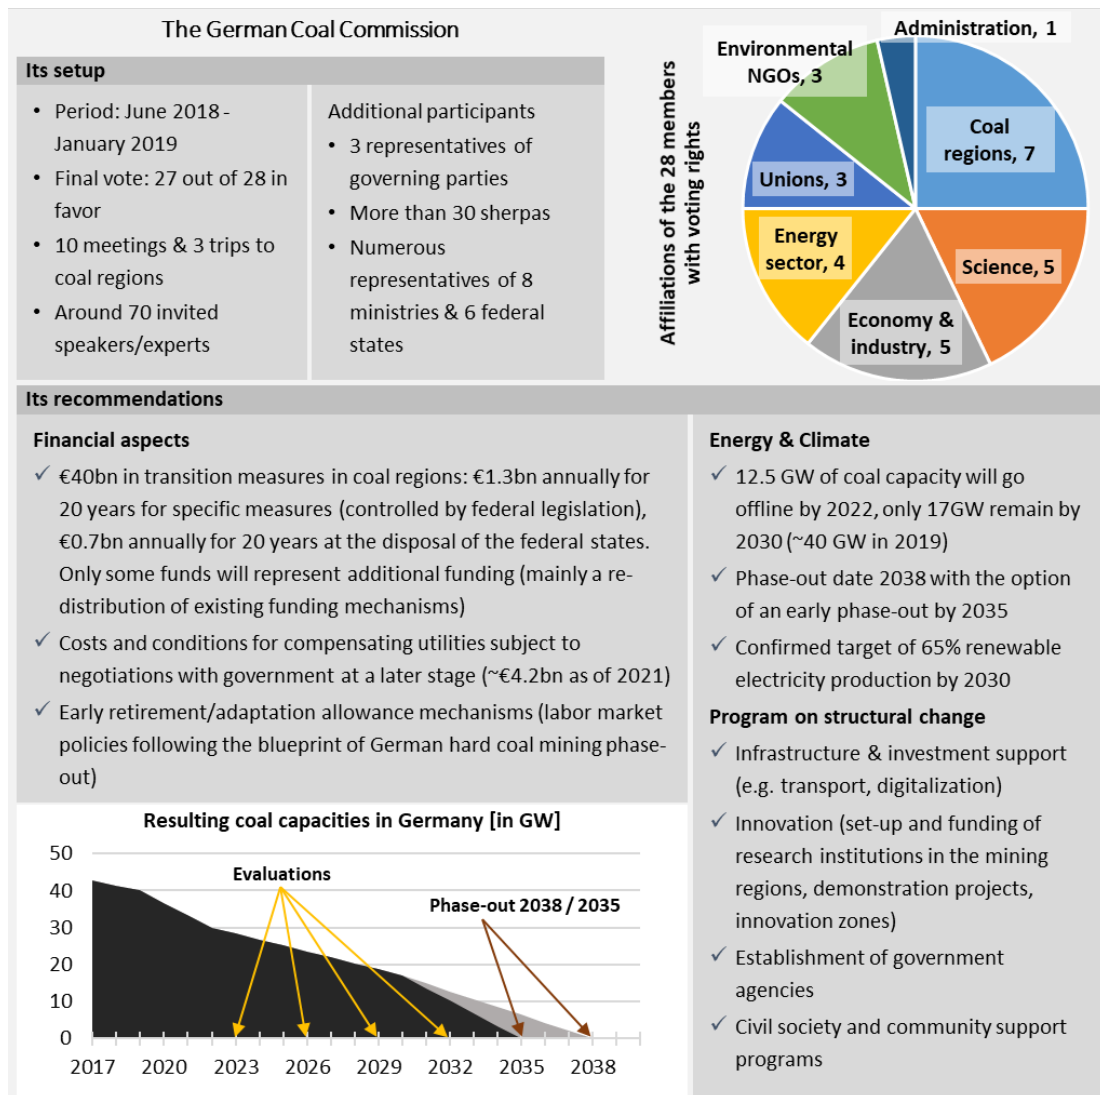 The German Coal Commission
Its setup
• Period: June 2018 -
January 2019
• Final vote: 27 out of 28 in
favor
• 10 meetings & 3 trips to
coal regions
• Around 70 invited
speakers/experts
Additional participants
• 3 representatives of
governing parties
• More than 30 sherpas
• Numerous
representatives of 8
ministries & 6 federal
states
Affiliations of the 28 members
with voting rights
Administration, 1
Environmental
NGOs, 3
Coal
regions, 7
Unions, 3
Energy
sector, 4
Science, 5
Economy &
industry, 5
Its recommendations
Financial aspects
✓ €40bn in transition measures in coal regions: €1.3bn annually for
20 years for specific measures (controlled by federal legislation),
€0.7bn annually for 20 years at the disposal of the federal states.
Only some funds will represent additional funding (mainly a re-
distribution of existing funding mechanisms)
✓ Costs and conditions for compensating utilities subject to
negotiations with government at a later stage (~€4.2bn as of 2021)
✓ Early retirement/adaptation allowance mechanisms (labor market
policies following the blueprint of German hard coal mining phase-
out)
Energy & Climate
✓ 12.5 GW of coal capacity will go
offline by 2022, only 17GW remain by
2030 (~40 GW in 2019)
✓ Phase-out date 2038 with the option
of an early phase-out by 2035
✓ Confirmed target of 65% renewable
electricity production by 2030
Program on structural change
✓ Infrastructure & investment support
(e.g. transport, digitalization)
✓ Innovation (set-up and funding of
research institutions in the mining
regions, demonstration projects,
innovation zones)
✓ Establishment of government
agencies
✓ Civil society and community support
programs
Resulting coal capacities in Germany [in GW]
50
40
30
20
10
0
Evaluations
Phase-out 2038 / 2035
2017 2020 2023 2026 2029 2032 2035 2038